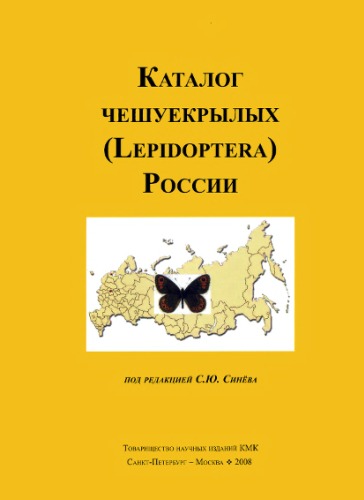 Каталог
чешуекрылых
(Lepidoptera)
России
под редакцией С.Ю. Синёва
Товарищество научных изданий КМК
Санкт-Петербург – Москва ❖ 2008